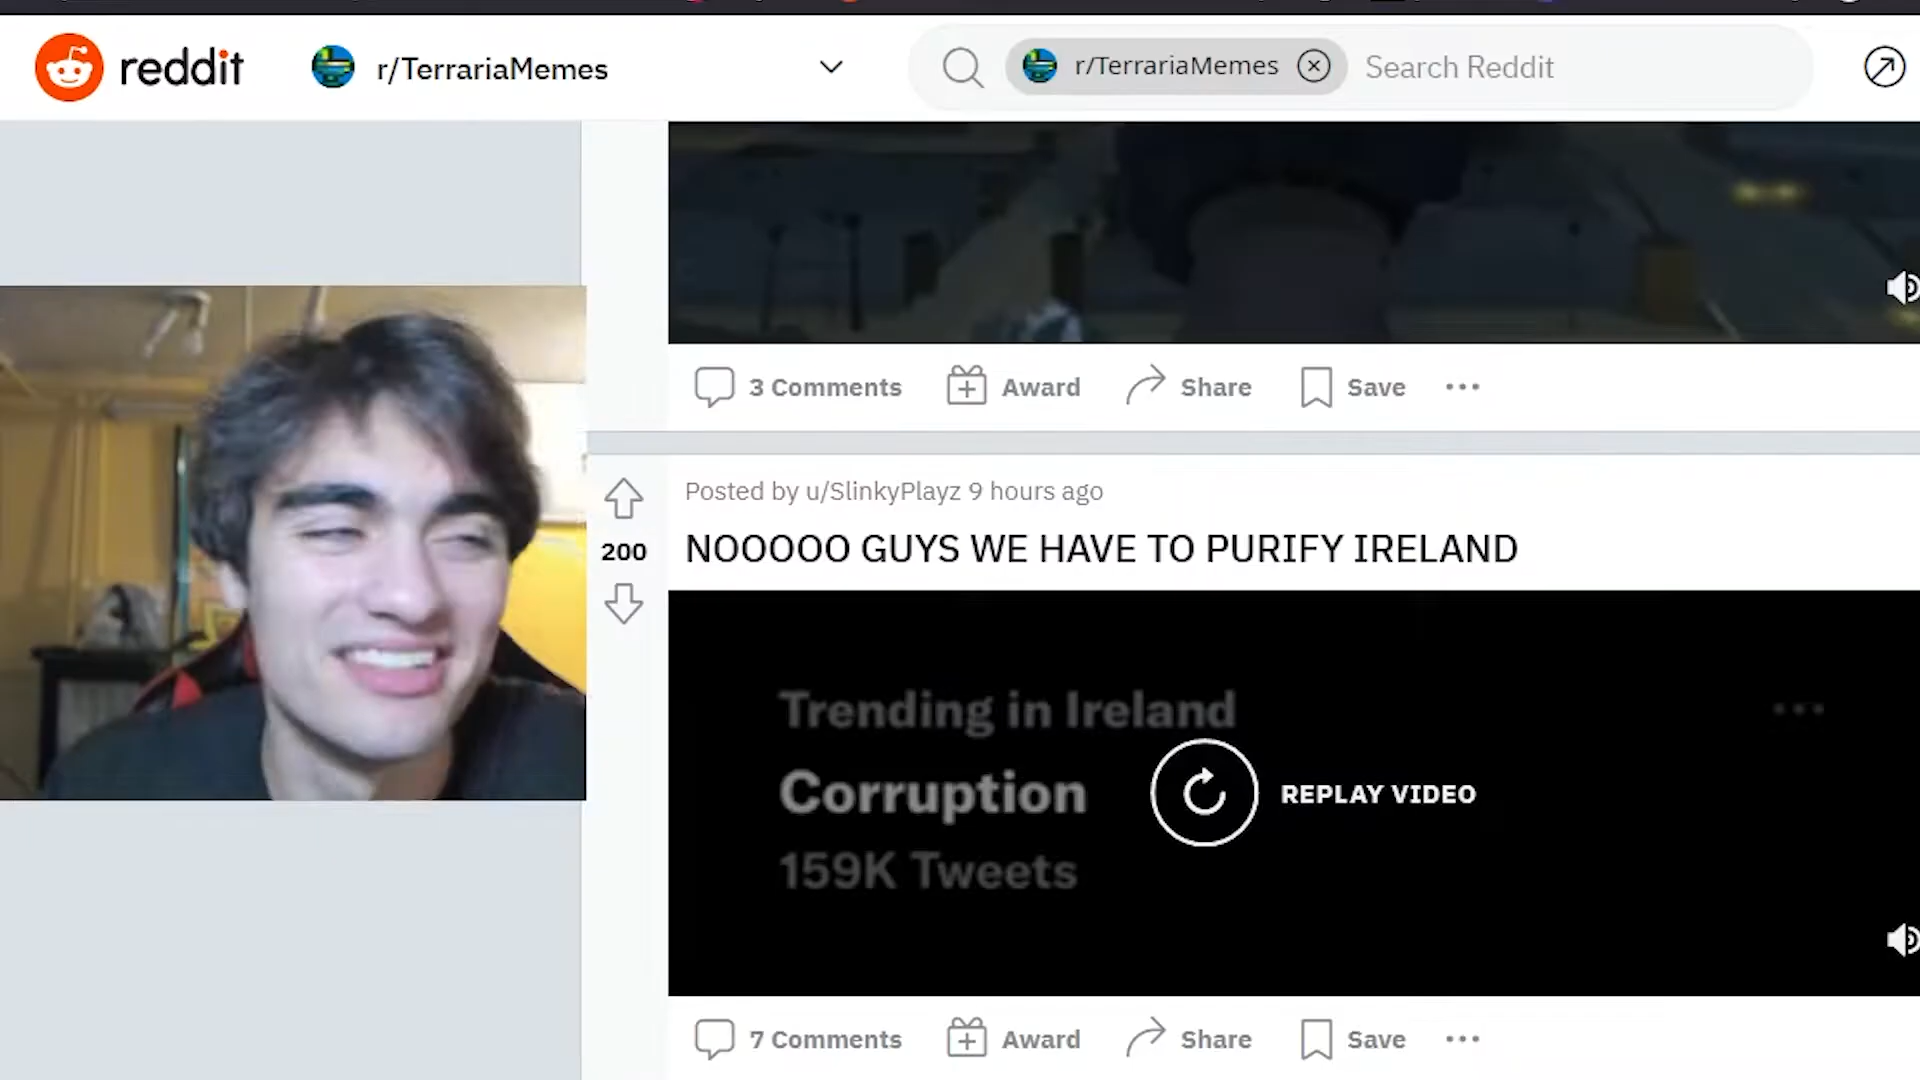 reddit r/TerrariaMemes r/TerrariaMemes Search Reddit
3 Comments Award Share Save
Posted by u/SlinkyPlayz 9 hours ago
200 NOOOOO GUYS WE HAVE TO PURIFY IRELAND
Trending in Ireland
Corruption REPLAY VIDEO
159K Tweets
7 Comments Award Share Save